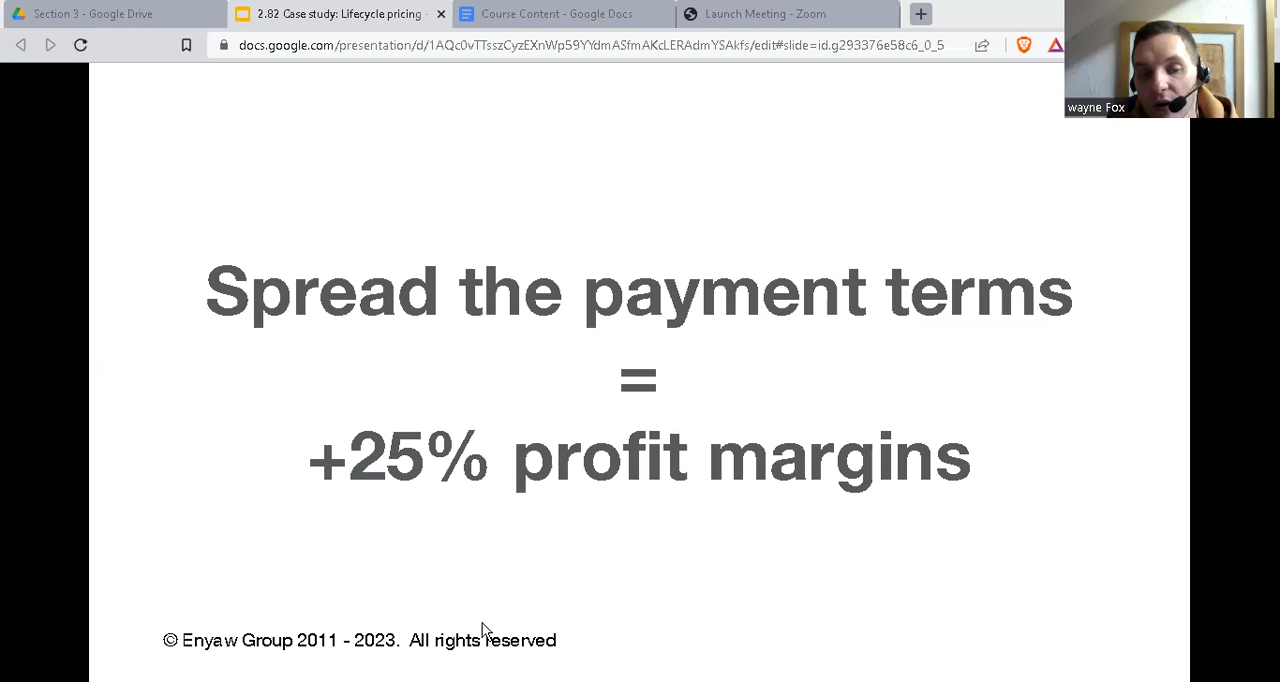 Section 3 - Google Drive
2.82 Case study: Lifecycle pricing -
Course Content - Google Docs
Launch Meeting - Zoom
docs.google.com/presentation/d/1AQc0vTTsszCyzEXnWp59YYdmASfmAKcLERAdmYSAkfs/edit#slide=id.g293376e58c6_0_5
wayne Fox
Spread the payment terms
=
+25% profit margins
© Enyaw Group 2011 - 2023. All rights reserved